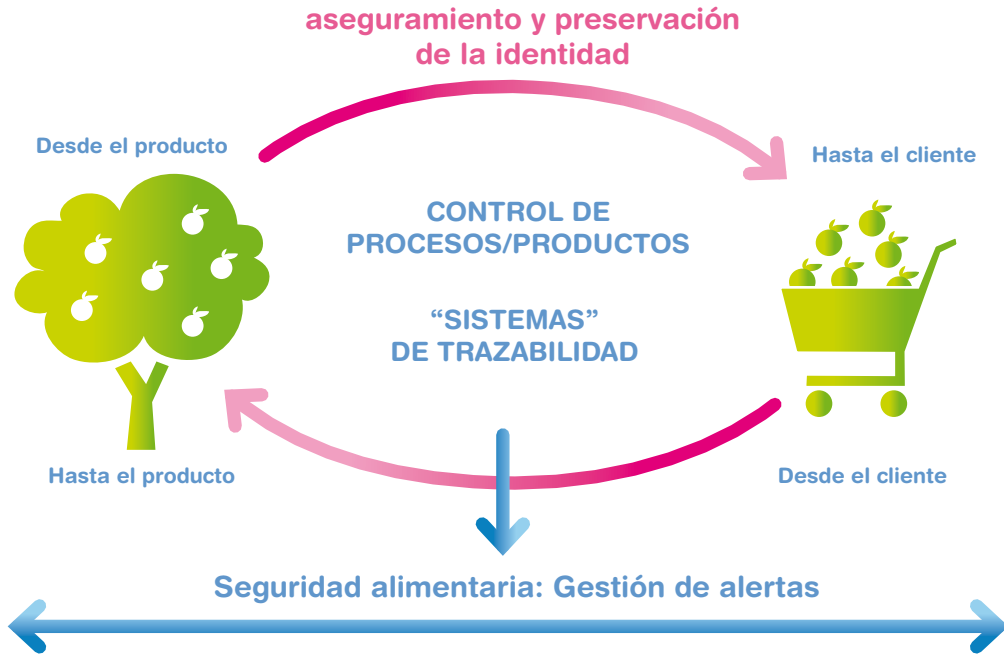 aseguramiento y preservación
de la identidad
Desde el producto
Hasta el cliente
CONTROL DE
PROCESOS/PRODUCTOS
“SISTEMAS”
DE TRAZABILIDAD
Hasta el producto
Desde el cliente
Seguridad alimentaria: Gestión de alertas